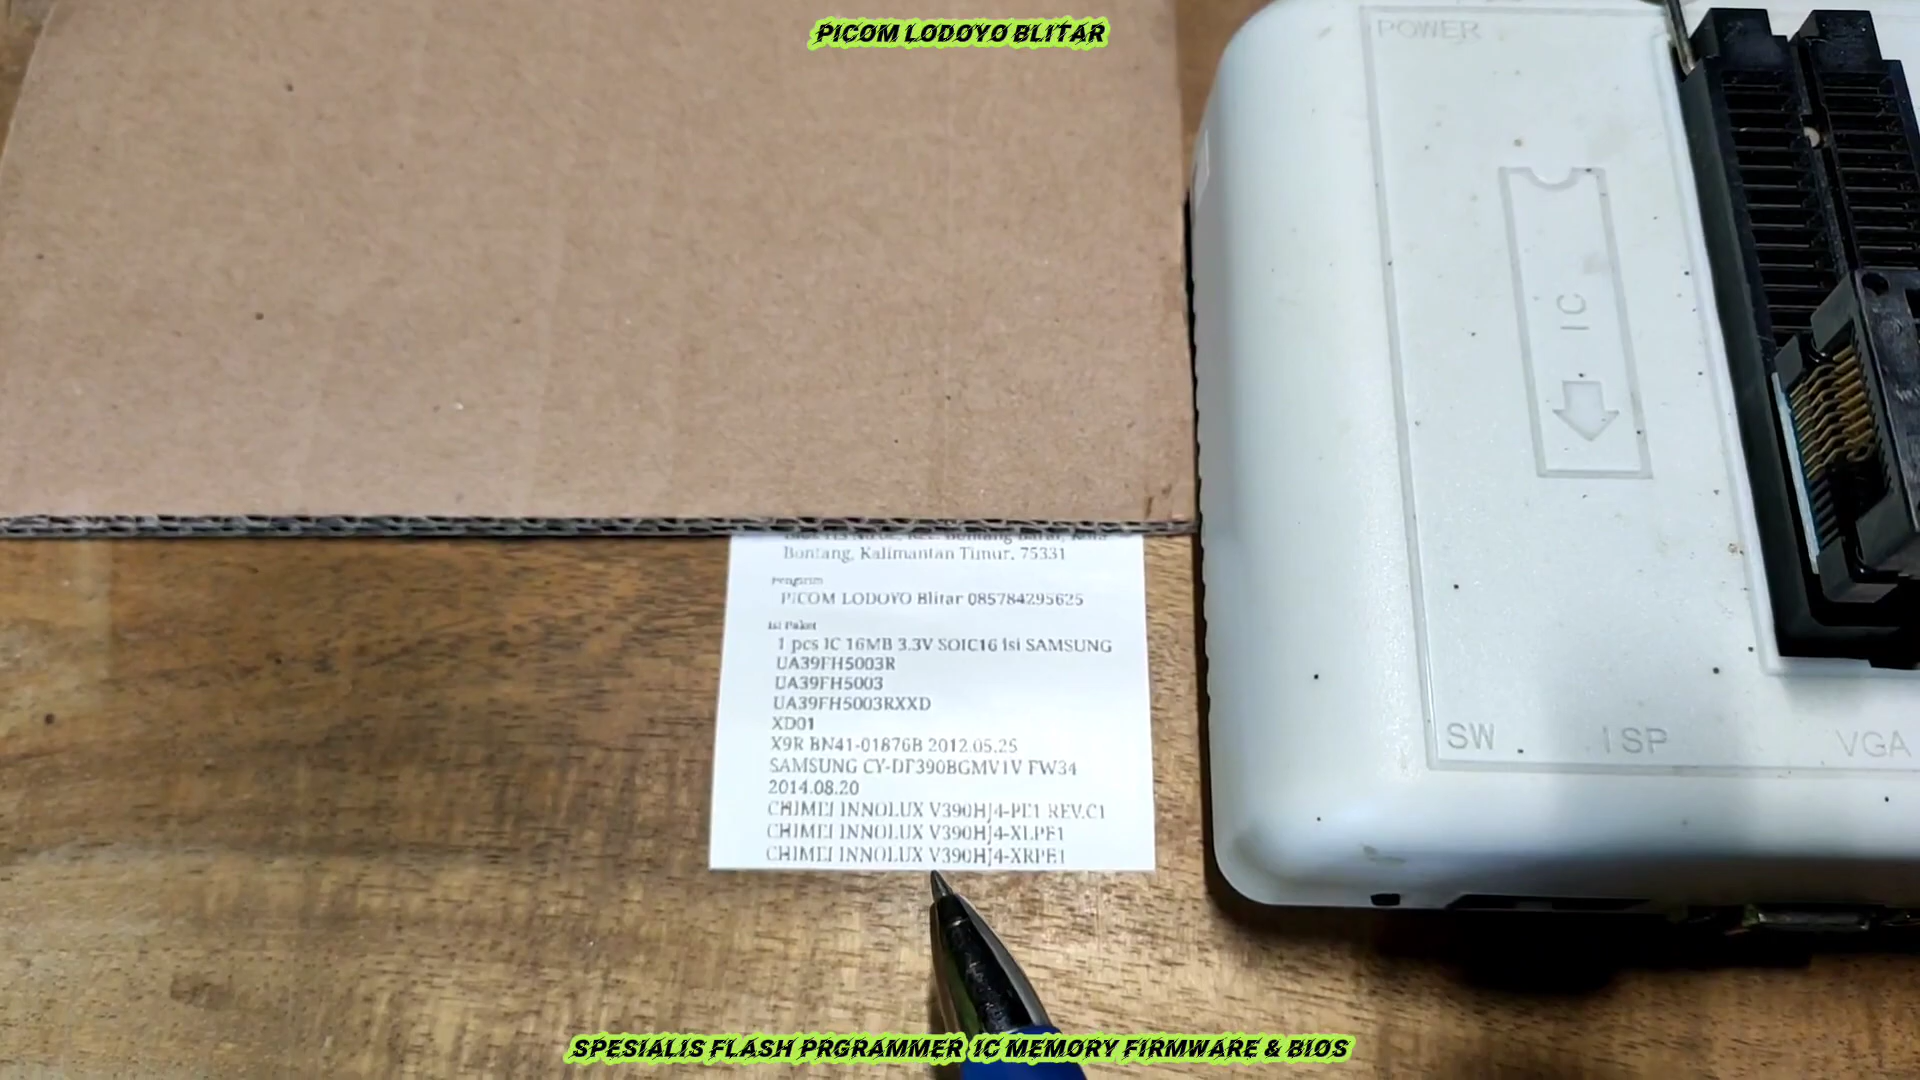 PICOM LODOYO BLITAR
Bontang, Kalimantan Timur. 75331
Pengirim
PICOM LODOYO Blitar 085784295625
Isi Paket
1 pcs IC 16MB 3.3V SOIC16 isi SAMSUNG
UA39FH5003R
UA39FH5003
UA39FH5003RXXD
XD01
X9R BN41-01876B 2012.05.25
SAMSUNG CY-DF390BGMV1V FW34
2014.08.20
CHIMEI INNOLUX V390HJ4-PE1 REV.C1
CHIMEI INNOLUX V390HJ4-XLPE1
CHIMEI INNOLUX V390HJ4-XRPE1
POWER
IC
SW
ISP
VGA
SPESIALIS FLASH PRGRAMMER IC MEMORY FIRMWARE & BIOS